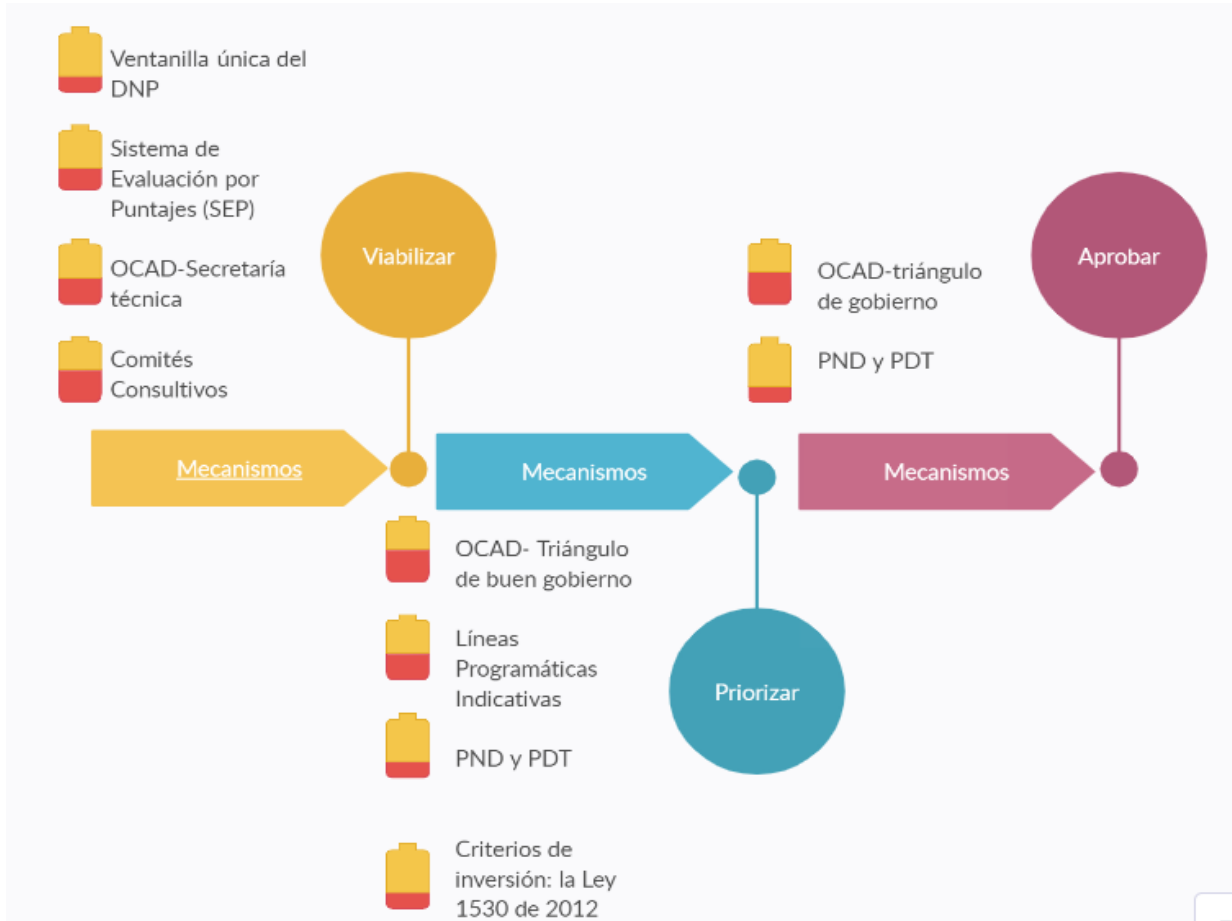 Ventanilla única del
DNP
Sistema de
Evaluación por
Puntajes (SEP)
OCAD-Secretaría
técnica
Comités
Consultivos
Viabilizar
Mecanismos
OCAD- Triángulo
de buen gobierno
Líneas
Programáticas
Indicativas
PND y PDT
Criterios de
inversión: la Ley
1530 de 2012
Mecanismos
Priorizar
OCAD-triángulo
de gobierno
PND y PDT
Mecanismos
Aprobar